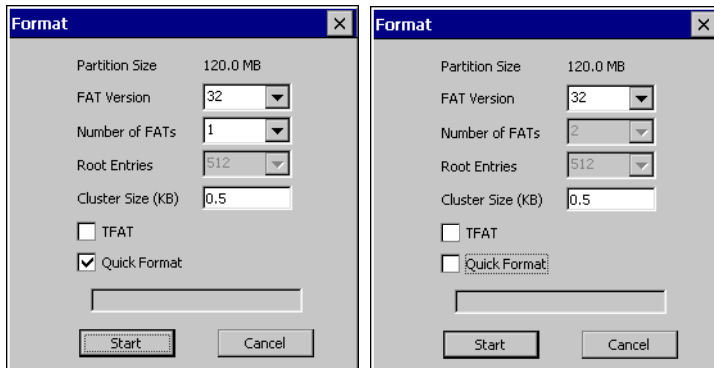 Format
Partition Size 120.0 MB
FAT Version 32
Number of FATs 1
Root Entries 512
Cluster Size (KB) 0.5
TFAT
Quick Format
Start Cancel
Format
Partition Size 120.0 MB
FAT Version 32
Number of FATs 2
Root Entries 512
Cluster Size (KB) 0.5
TFAT
Quick Format
Start Cancel